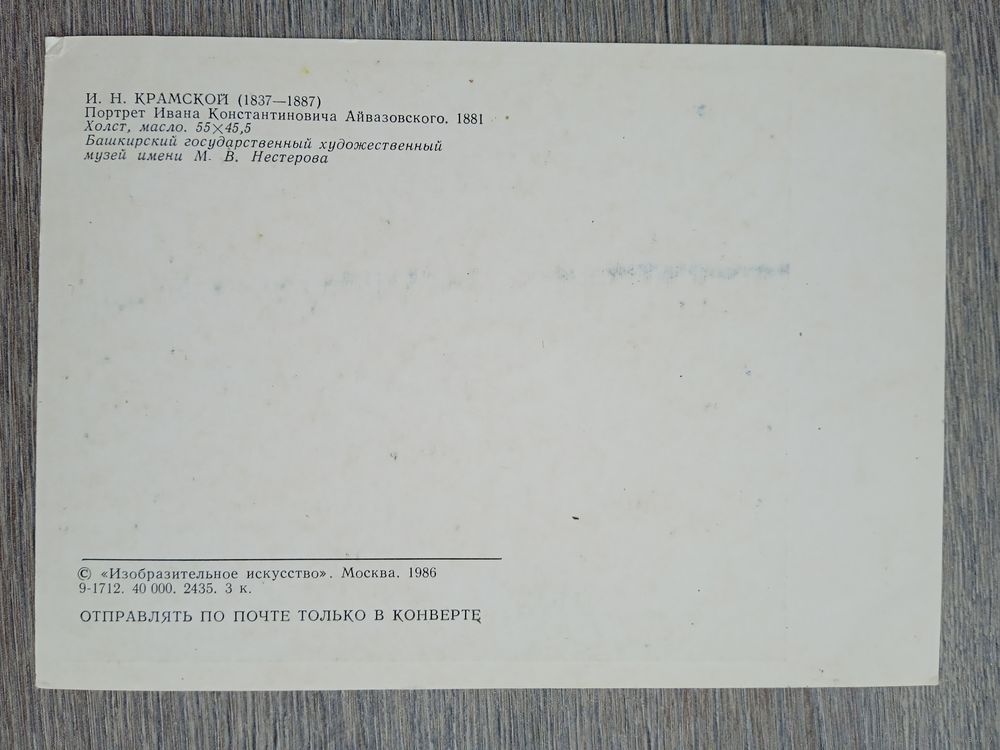 И. Н. КРАМСКОЙ (1837—1887)
Портрет Ивана Константиновича Айвазовского. 1881
Холст, масло. 55×45,5
Башкирский государственный художественный
музей имени М. В. Нестерова
© «Изобразительное искусство». Москва. 1986
9-1712. 40 000. 2435. 3 к.
ОТПРАВЛЯТЬ ПО ПОЧТЕ ТОЛЬКО В КОНВЕРТЕ